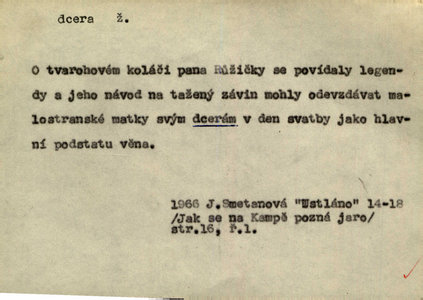 dcera ž.
O tvarohovém koláči pana Růžičky se povídaly legen-
dy a jeho návod na tažený závin mohly odevzdávat ma-
lostranské matky svým dcerám v den svatby jako hlav-
ní podstatu věna.
1966 J.Smetanová "Ustláno" 14-18
/Jak se na Kampě pozná jaro/
str.16, ř.1.